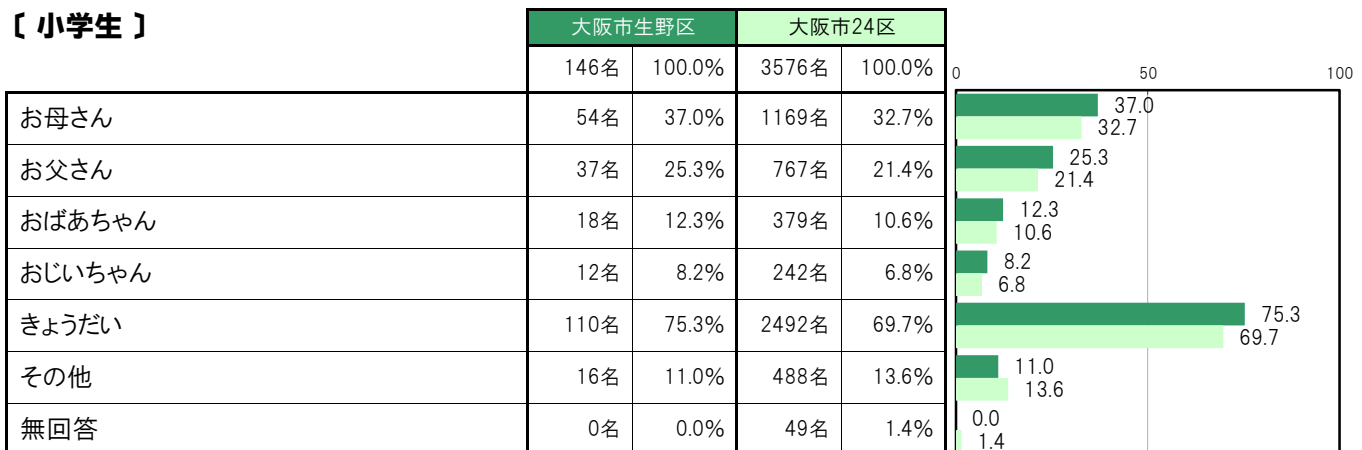 〔 小学生 〕
大阪市生野区 大阪市24区
146名 100.0% 3576名 100.0%
0 50 100
お母さん 54名 37.0% 1169名 32.7% 37.0
32.7
お父さん 37名 25.3% 767名 21.4% 25.3
21.4
おばあちゃん 18名 12.3% 379名 10.6% 12.3
10.6
おじいちゃん 12名 8.2% 242名 6.8% 8.2
6.8
きょうだい 110名 75.3% 2492名 69.7% 75.3
69.7
その他 16名 11.0% 488名 13.6% 11.0
13.6
無回答 0名 0.0% 49名 1.4% 0.0
1.4